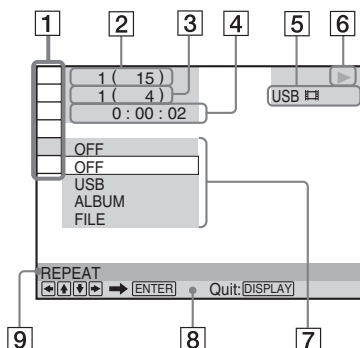 1 2 3 4 5 6
1 ( 15)
1 ( 4)
0 : 00 : 02
USB
OFF
OFF
USB
ALBUM
FILE
REPEAT
ENTER Quit: DISPLAY
9 8 7